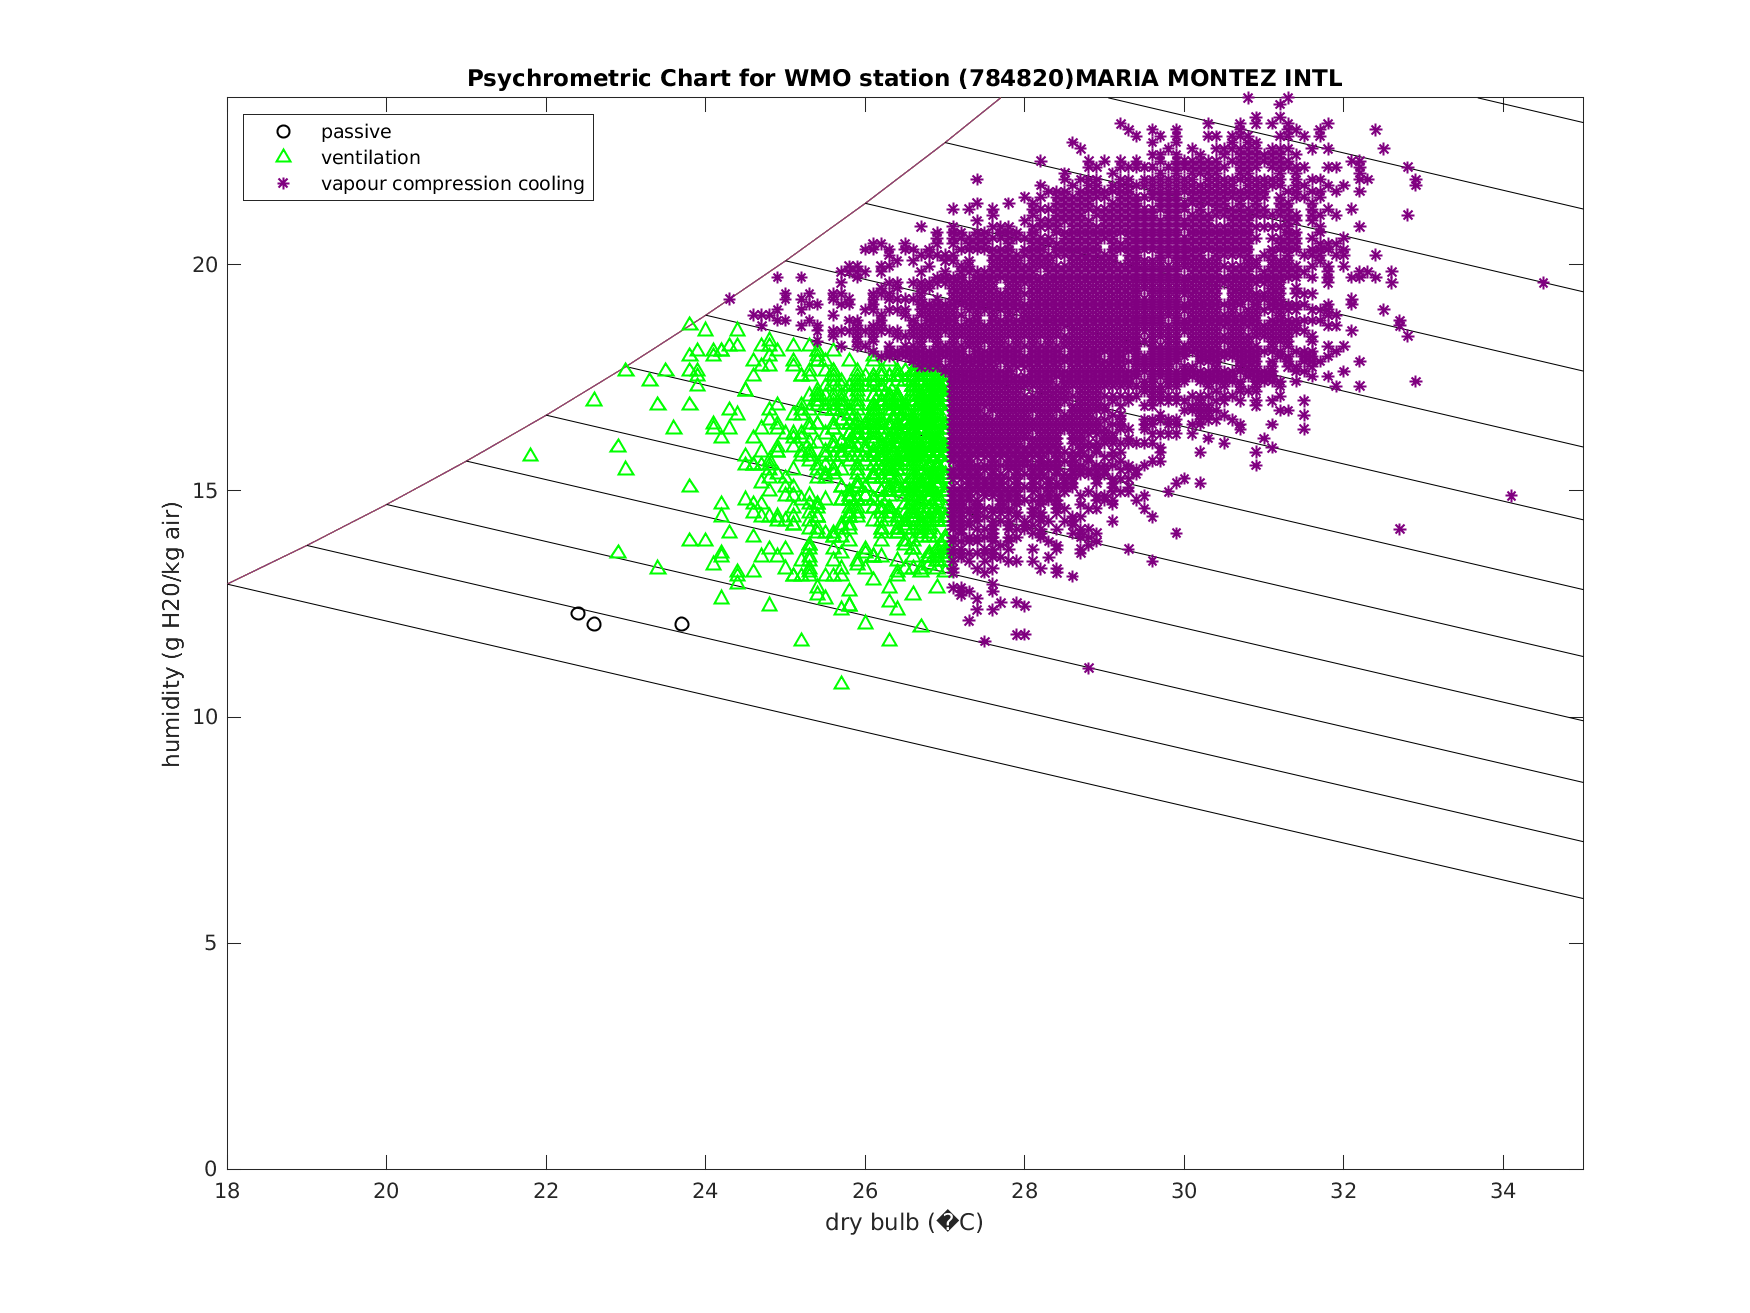 Psychrometric Chart for WMO station (784820)MARIA MONTEZ INTL
passive
ventilation
vapour compression cooling
humidity (g H20/kg air)
20
15
10
5
0
18 20 22 24 26 28 30 32 34
dry bulb (�C)